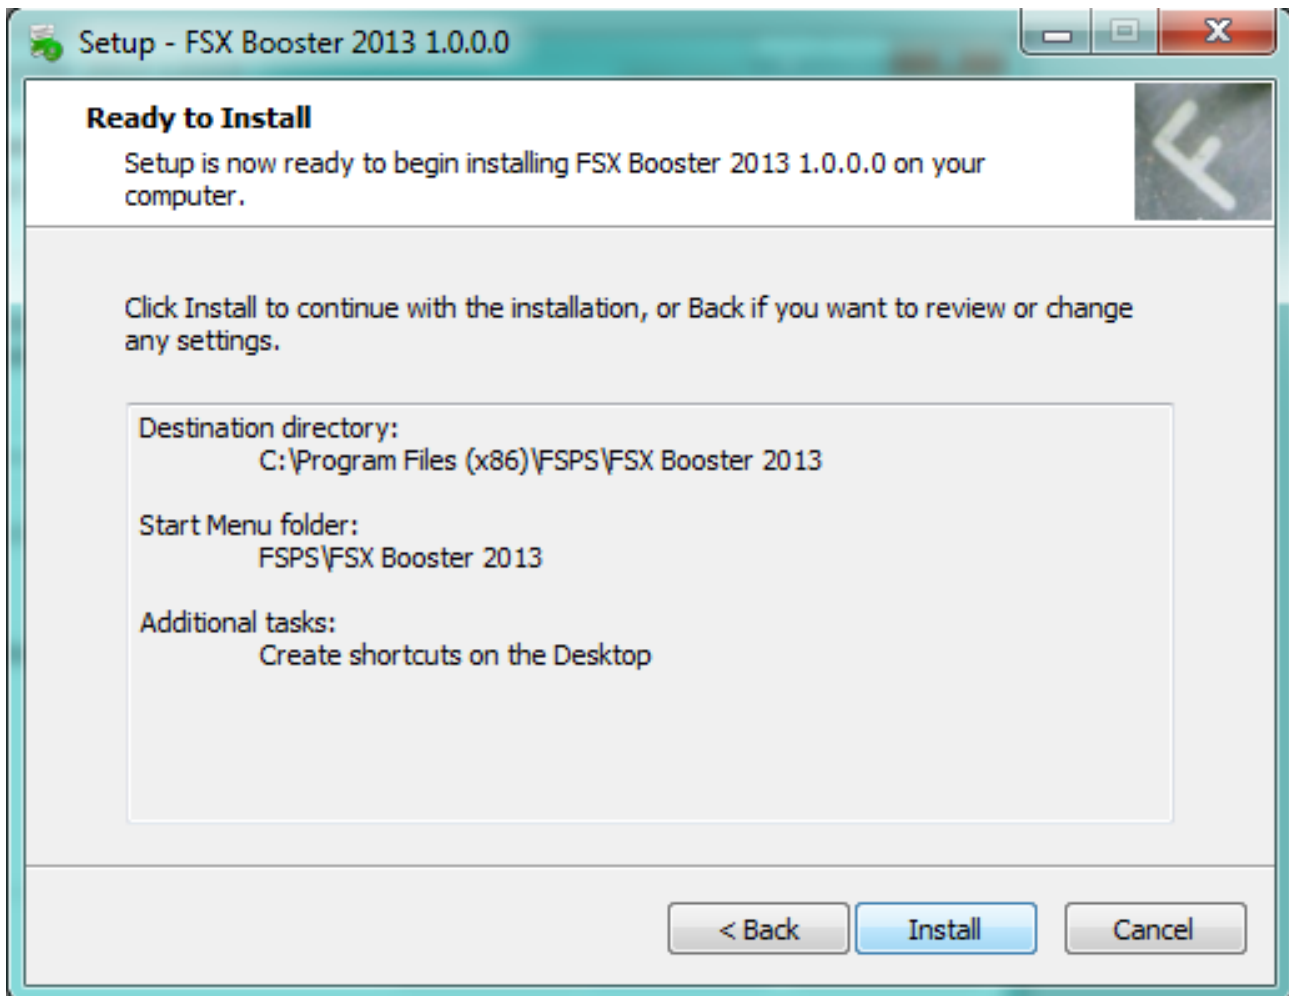 Setup - FSX Booster 2013 1.0.0.0
Ready to Install
Setup is now ready to begin installing FSX Booster 2013 1.0.0.0 on your
computer.
F
Click Install to continue with the installation, or Back if you want to review or change
any settings.
Destination directory:
C:\Program Files (x86)\FSPS\FSX Booster 2013
Start Menu folder:
FSPS\FSX Booster 2013
Additional tasks:
Create shortcuts on the Desktop
< Back
Install
Cancel